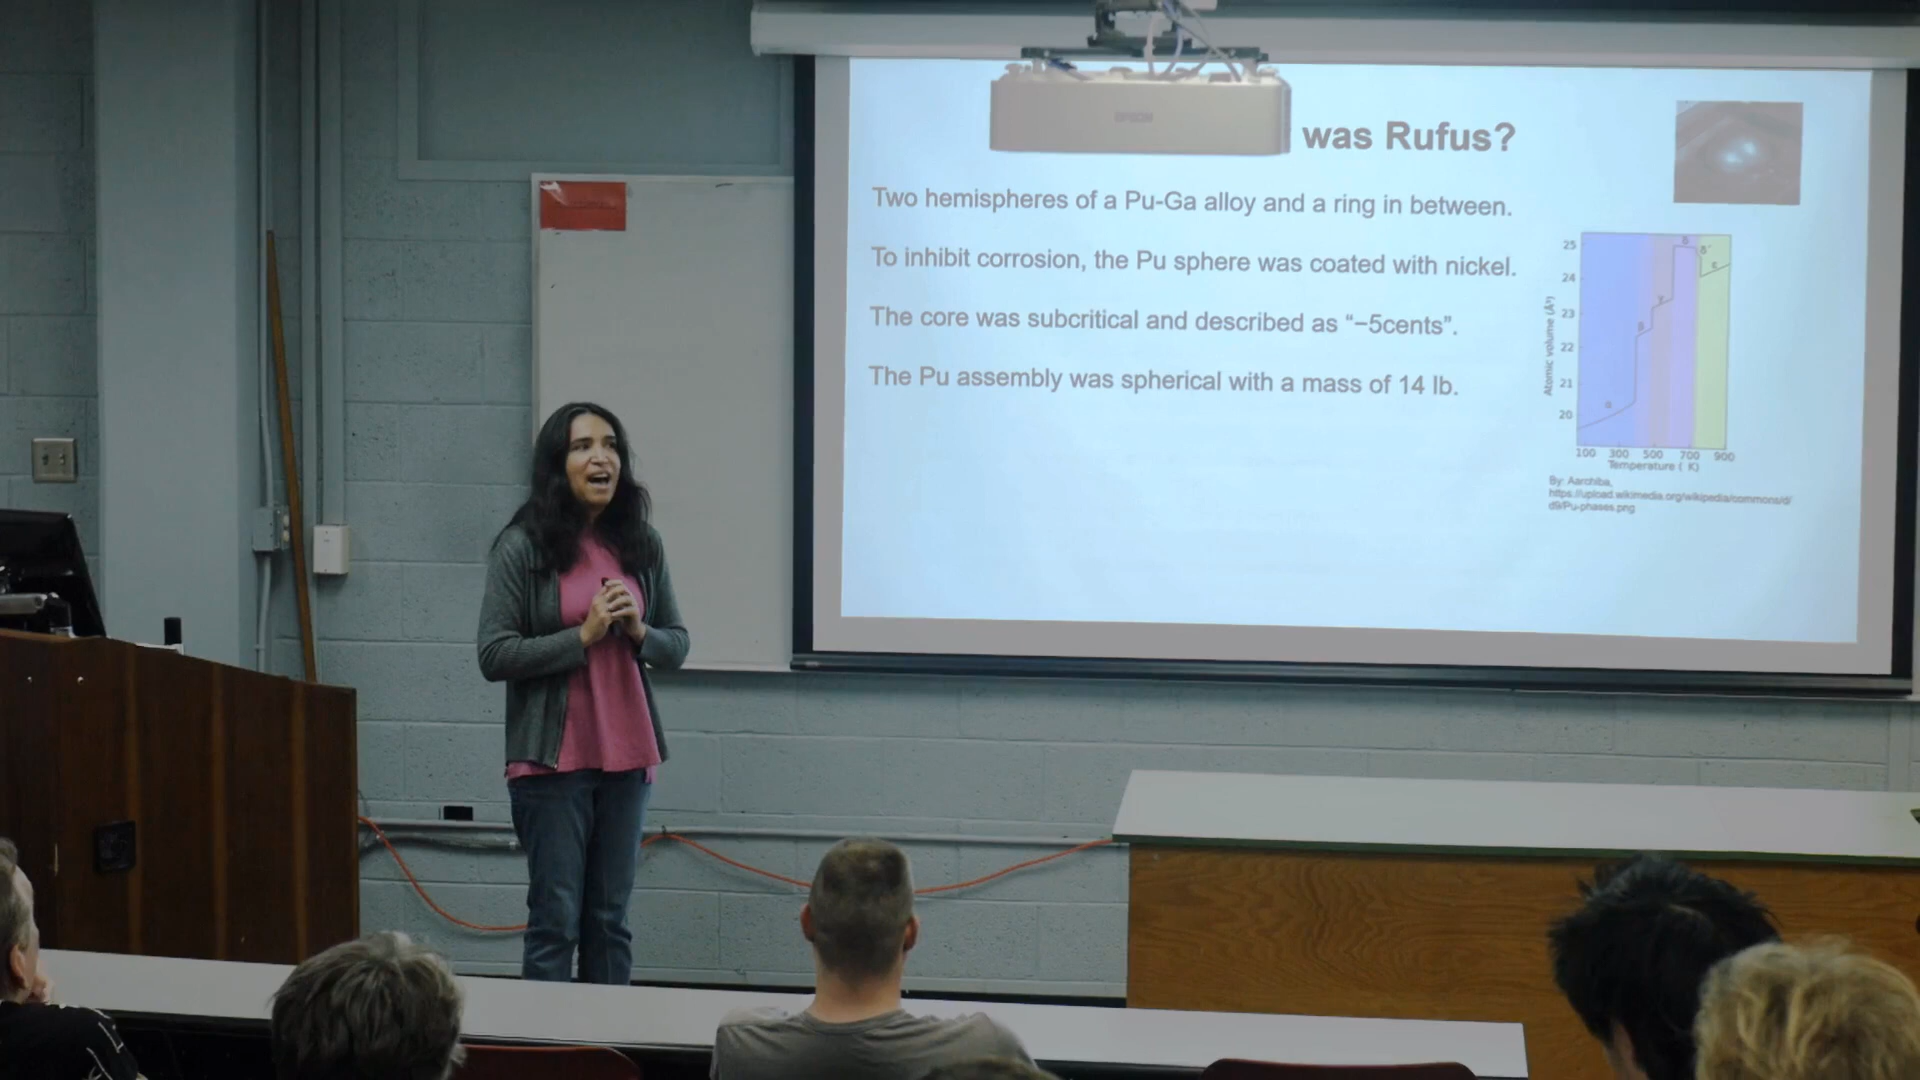 EPSON
was Rufus?
Two hemispheres of a Pu-Ga alloy and a ring in between.
To inhibit corrosion, the Pu sphere was coated with nickel.
The core was subcritical and described as “−5cents”.
The Pu assembly was spherical with a mass of 14 lb.
Atomic volume (Å³)
25
24
23
22
21
20
α
β
γ
δ
δ´
ε
100 300 500 700 900
Temperature ( K)
By: Aarchiba,
https://upload.wikimedia.org/wikipedia/commons/d/
d9/Pu-phases.png